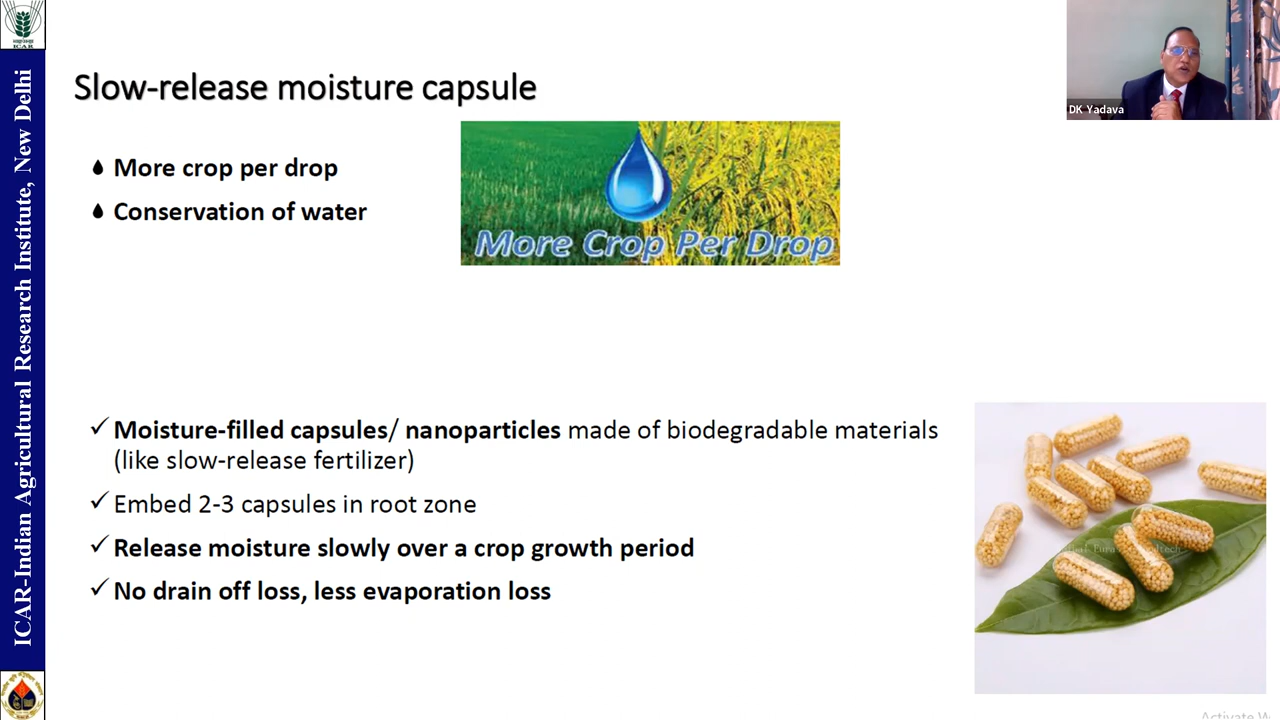 ICAR
ICAR-Indian Agricultural Research Institute, New Delhi
DK Yadava
Slow-release moisture capsule
More crop per drop
Conservation of water
More Crop Per Drop
Moisture-filled capsules/ nanoparticles made of biodegradable materials
(like slow-release fertilizer)
Embed 2-3 capsules in root zone
Release moisture slowly over a crop growth period
No drain off loss, less evaporation loss
Activate W